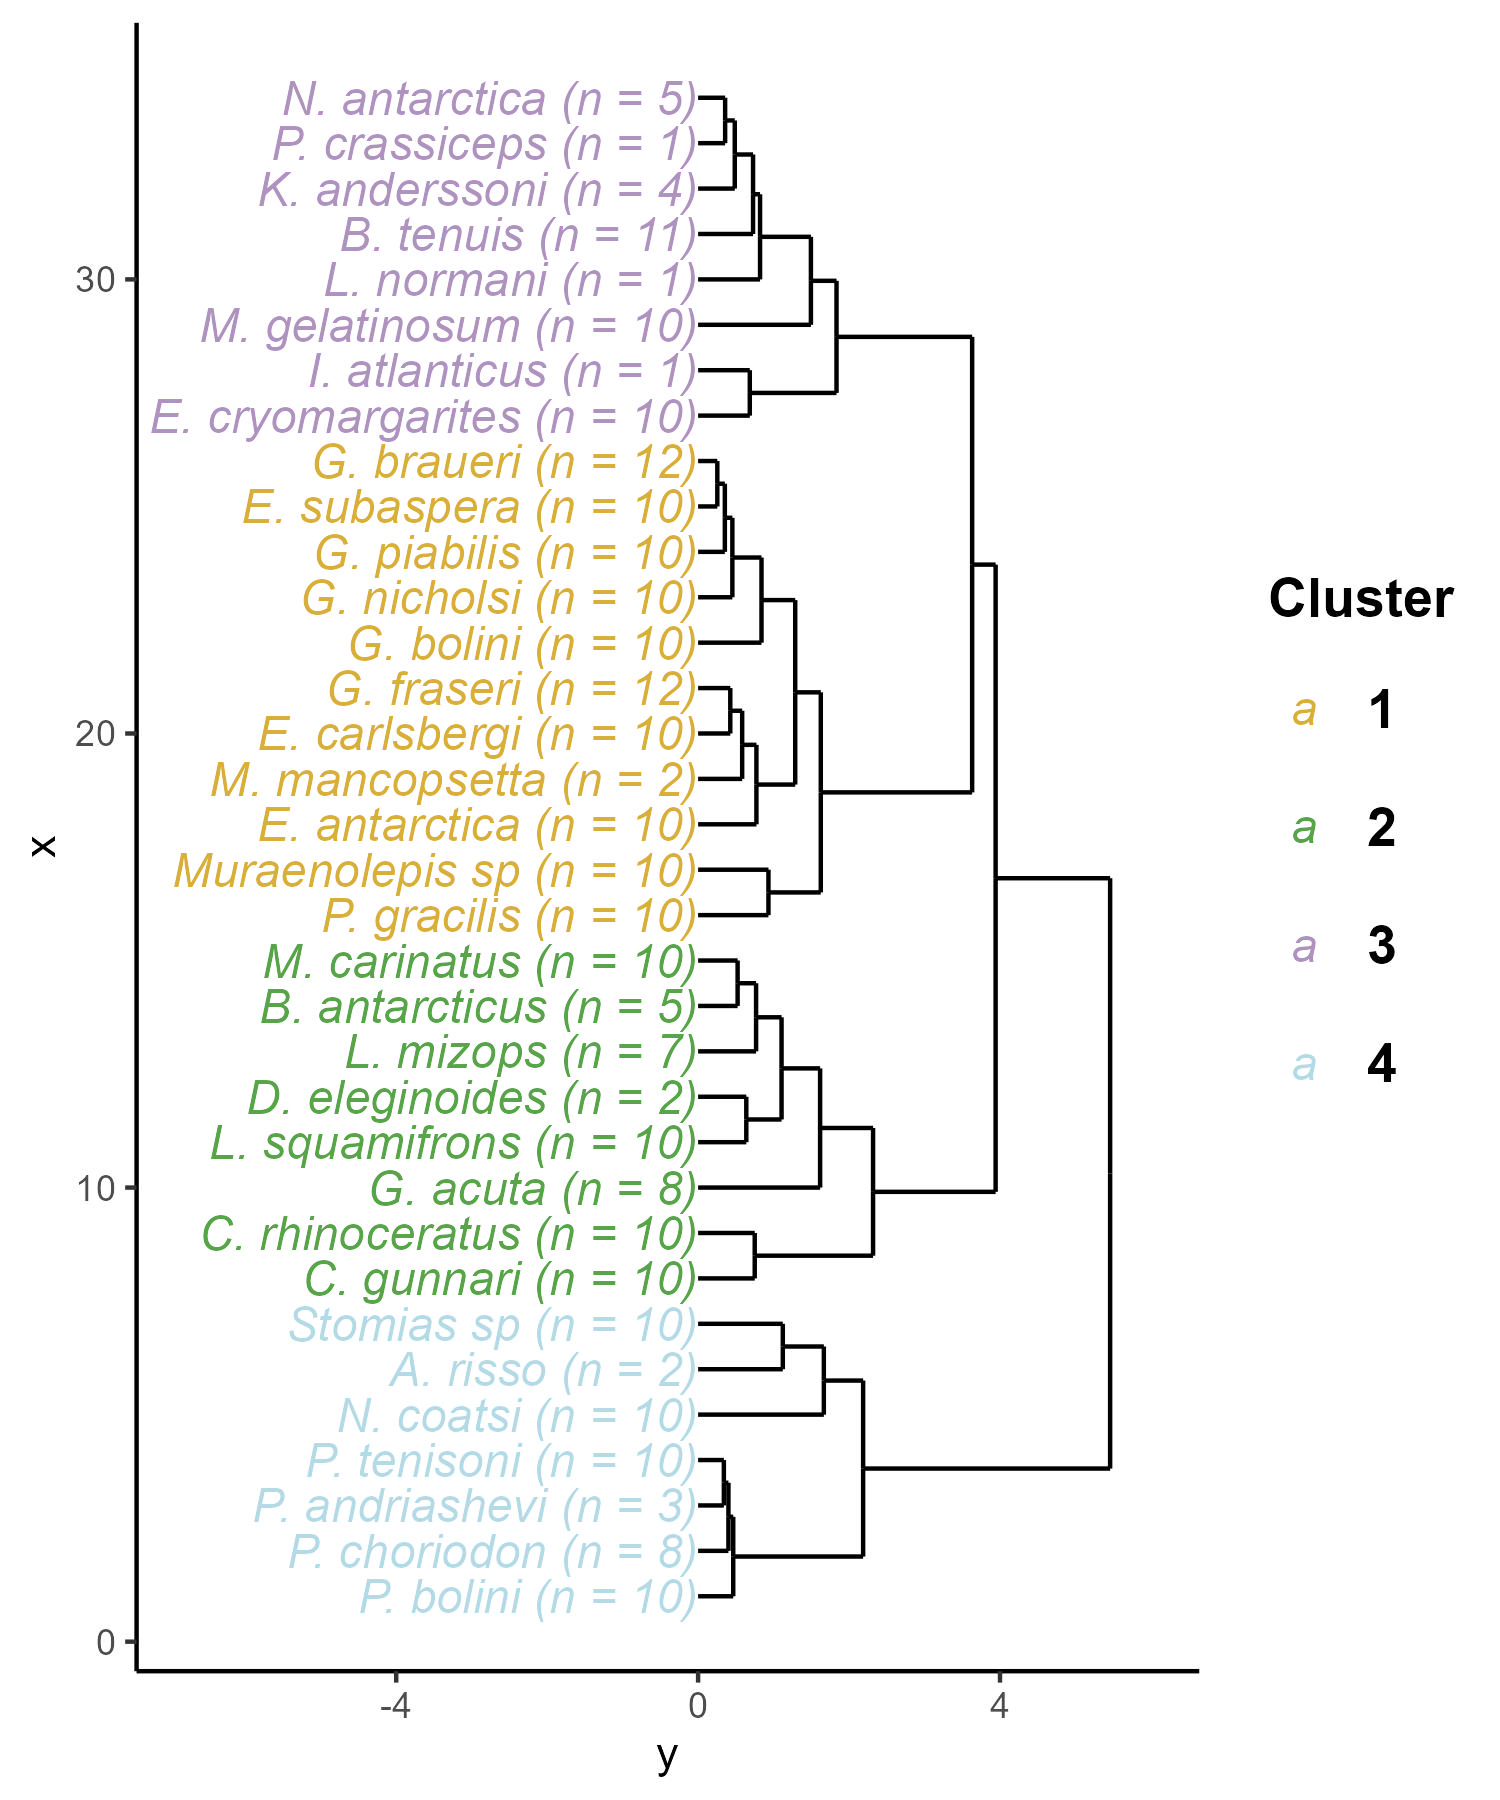 N. antarctica (n = 5)
P. crassiceps (n = 1)
K. anderssoni (n = 4)
B. tenuis (n = 11)
30
L. normani (n = 1)
M. gelatinosum (n = 10)
I. atlanticus (n = 1)
E. cryomargarites (n = 10)
G. braueri (n = 12)
E. subaspera (n = 10)
G. piabilis (n = 10)
G. nicholsi (n = 10)
G. bolini (n = 10)
G. fraseri (n = 12)
20
E. carlsbergi (n = 10)
M. mancopsetta (n = 2)
E. antarctica (n = 10)
x
Muraenolepis sp (n = 10)
P. gracilis (n = 10)
M. carinatus (n = 10)
B. antarcticus (n = 5)
L. mizops (n = 7)
D. eleginoides (n = 2)
L. squamifrons (n = 10)
10
G. acuta (n = 8)
C. rhinoceratus (n = 10)
C. gunnari (n = 10)
Stomias sp (n = 10)
A. risso (n = 2)
N. coatsi (n = 10)
P. tenisoni (n = 10)
P. andriashevi (n = 3)
P. choriodon (n = 8)
P. bolini (n = 10)
0
-4 0 4
y
Cluster
a 1
a 2
a 3
a 4